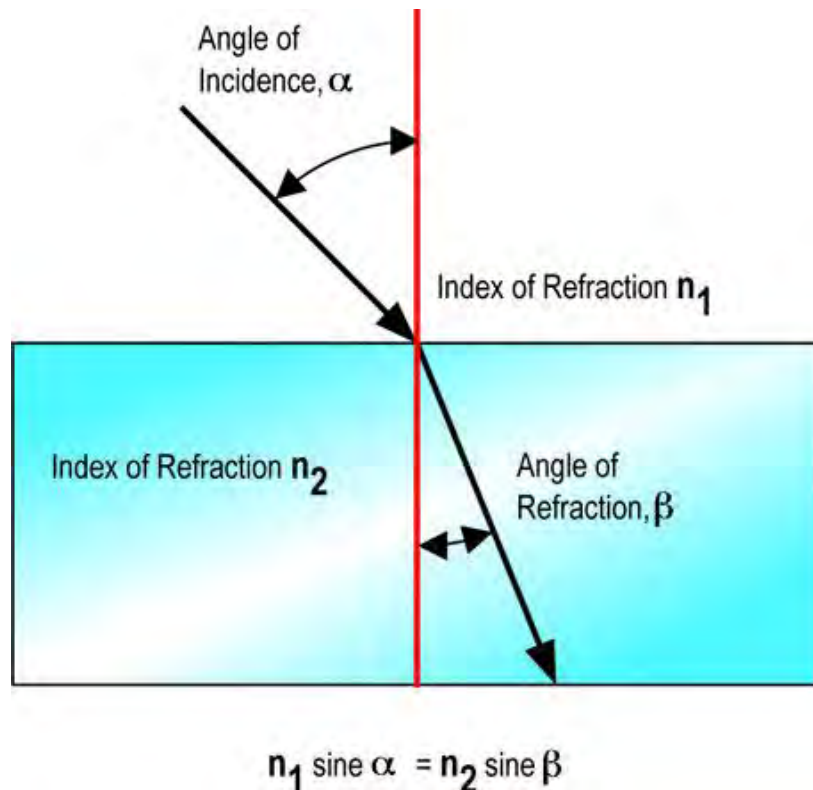 Angle of
Incidence, α
Index of Refraction n1
Index of Refraction n2
Angle of
Refraction, β
n1 sine α = n2 sine β